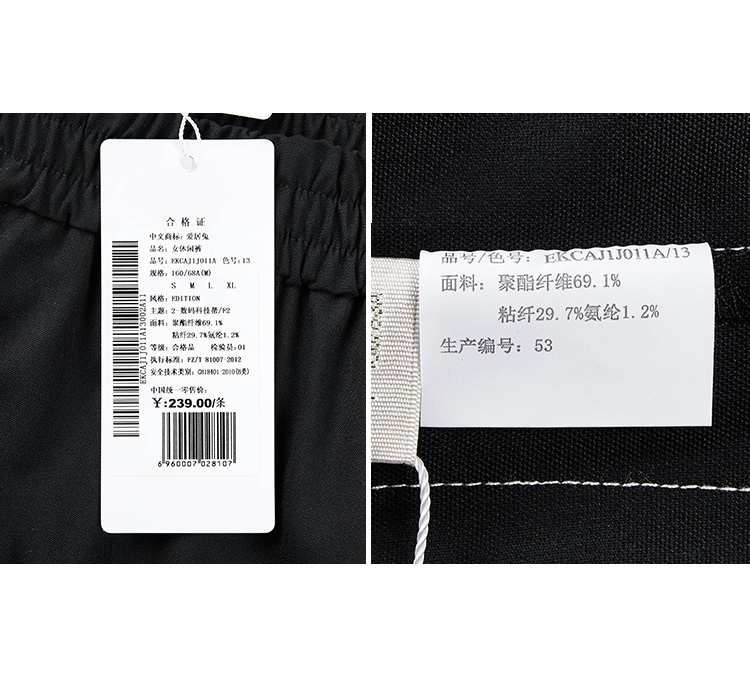 合格证
中文商标：爱居兔
品名：女休闲裤
品号：EKCAJ1J011A 色号：13
规格：160/68A(M)
S M L XL
风格：EDITION
主题：2-数码科技帮/F2
面料：聚酯纤维69.1%
粘纤29.7%氨纶1.2%
等级：合格品 检验员：01
执行标准：FZ/T 81007-2012
安全技术类别：GB18401-2010(B类)
中国统一零售价：
¥:239.00/条
6 960007 028107
EKCAJ1J011A13002A11
品号/色号：EKCAJ1J011A/13
面料：聚酯纤维69.1%
粘纤29.7%氨纶1.2%
生产编号：53